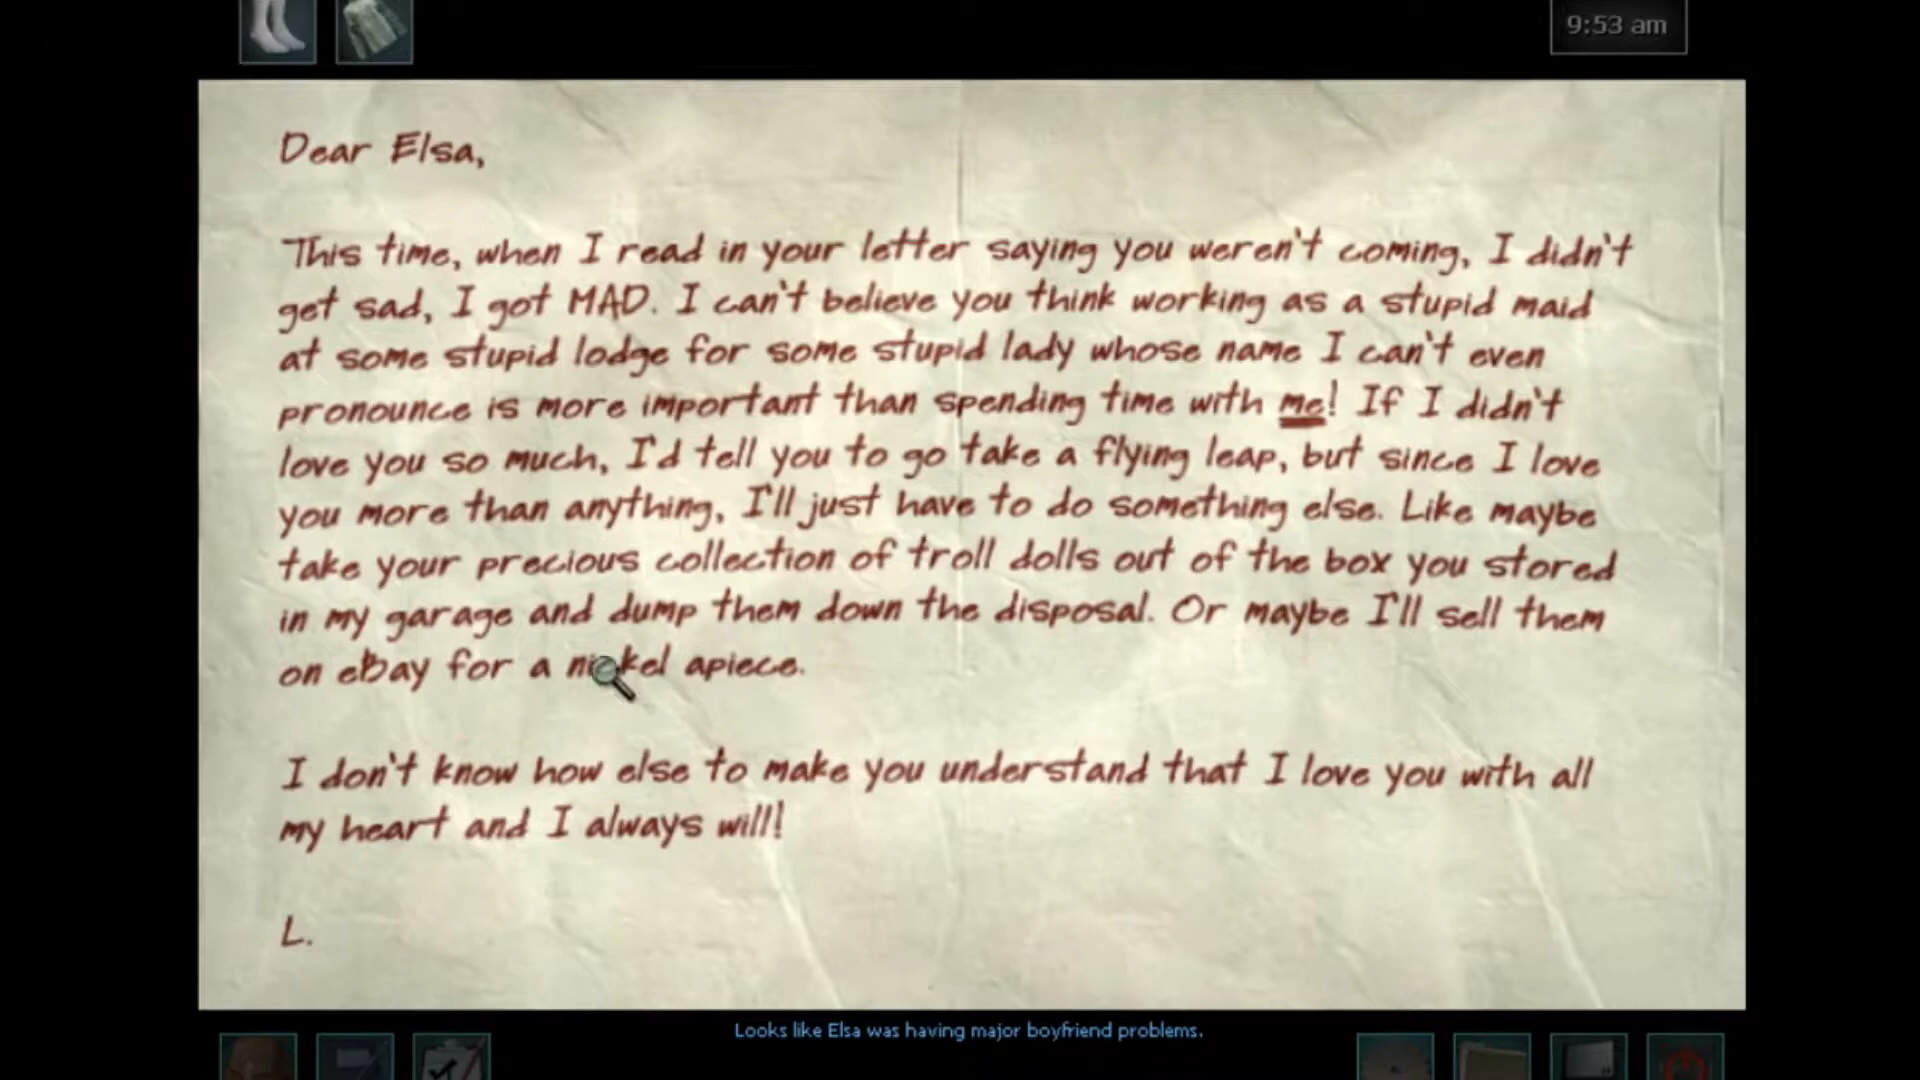 9:53 am
Dear Elsa,
This time, when I read in your letter saying you weren't coming, I didn't
get sad, I got MAD. I can't believe you think working as a stupid maid
at some stupid lodge for some stupid lady whose name I can't even
pronounce is more important than spending time with me! If I didn't
love you so much, I'd tell you to go take a flying leap, but since I love
you more than anything, I'll just have to do something else. Like maybe
take your precious collection of troll dolls out of the box you stored
in my garage and dump them down the disposal. Or maybe I'll sell them
on eBay for a nickel apiece.
I don't know how else to make you understand that I love you with all
my heart and I always will!
L.
Looks like Elsa was having major boyfriend problems.